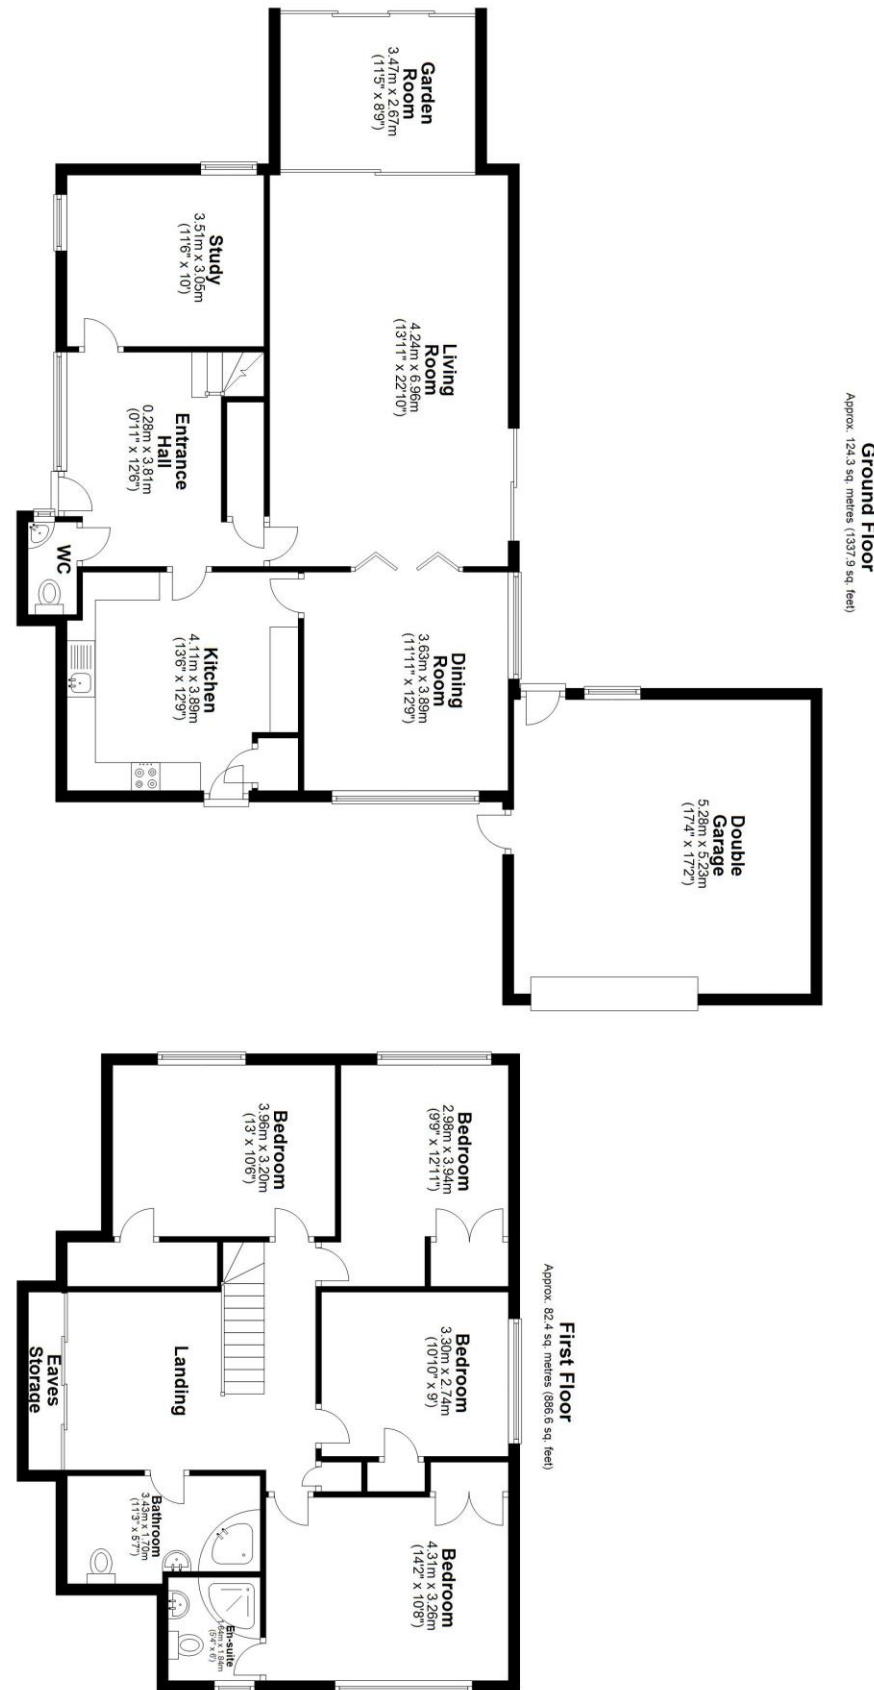 Ground Floor
Approx. 124.3 sq. metres (1337.9 sq. feet)
Garden
Room
3.47m x 2.67m
(11'5" x 8'9")
Study
3.51m x 3.05m
(11'6" x 10')
Living
Room
4.24m x 6.96m
(13'11" x 22'10")
Entrance
Hall
0.28m x 3.81m
(0'11" x 12'6")
WC
Kitchen
4.11m x 3.89m
(13'6" x 12'9")
Dining
Room
3.63m x 3.89m
(11'11" x 12'9")
Double
Garage
5.28m x 5.23m
(17'4" x 17'2")
First Floor
Approx. 82.4 sq. metres (886.6 sq. feet)
Bedroom
3.96m x 3.20m
(13' x 10'6")
Bedroom
2.98m x 3.94m
(9'9" x 12'11")
Bedroom
3.30m x 2.74m
(10'10" x 9')
Landing
Eaves
Storage
Bathroom
3.43m x 1.70m
(11'3" x 5'7")
Bedroom
4.31m x 3.26m
(14'2" x 10'8")
En-suite
1.64m x 1.84m
(5'4" x 6')